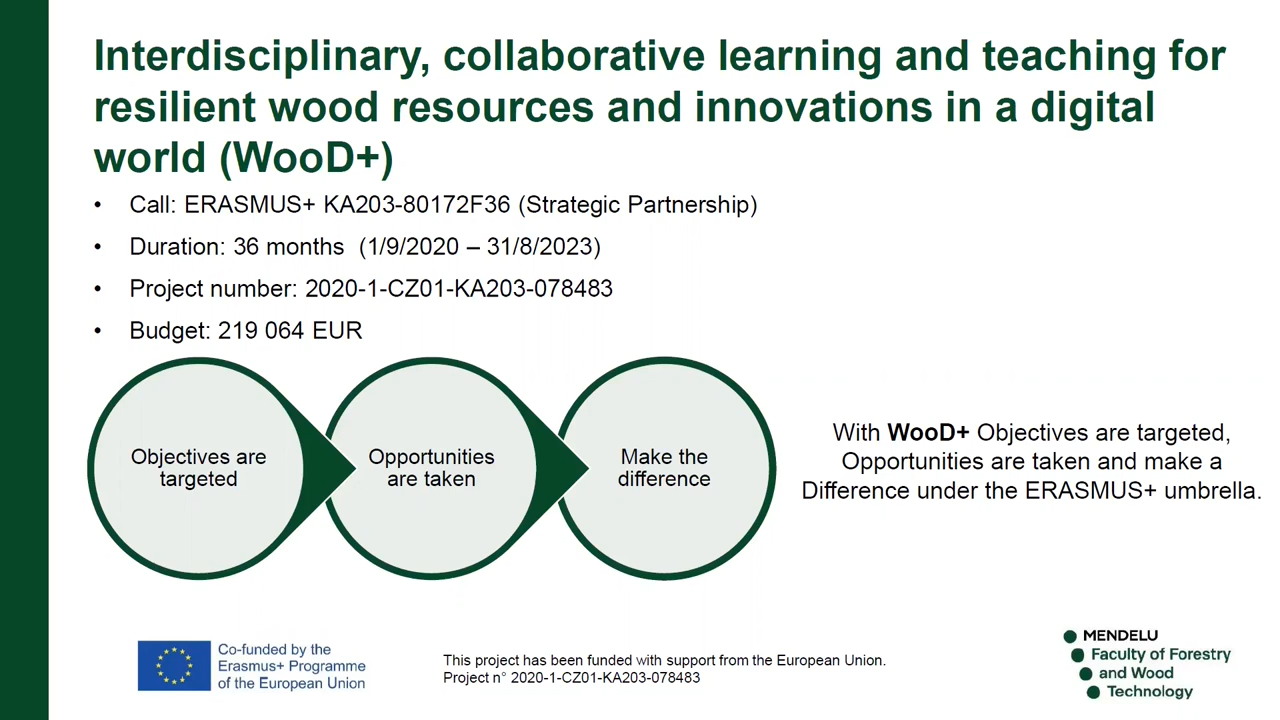 Interdisciplinary, collaborative learning and teaching for
resilient wood resources and innovations in a digital
world (WooD+)
• Call: ERASMUS+ KA203-80172F36 (Strategic Partnership)
• Duration: 36 months (1/9/2020 – 31/8/2023)
• Project number: 2020-1-CZ01-KA203-078483
• Budget: 219 064 EUR
Objectives are
targeted
Opportunities
are taken
Make the
difference
With WooD+ Objectives are targeted,
Opportunities are taken and make a
Difference under the ERASMUS+ umbrella.
Co-funded by the
Erasmus+ Programme
of the European Union
This project has been funded with support from the European Union.
Project n° 2020-1-CZ01-KA203-078483
MENDELU
Faculty of Forestry
and Wood
Technology